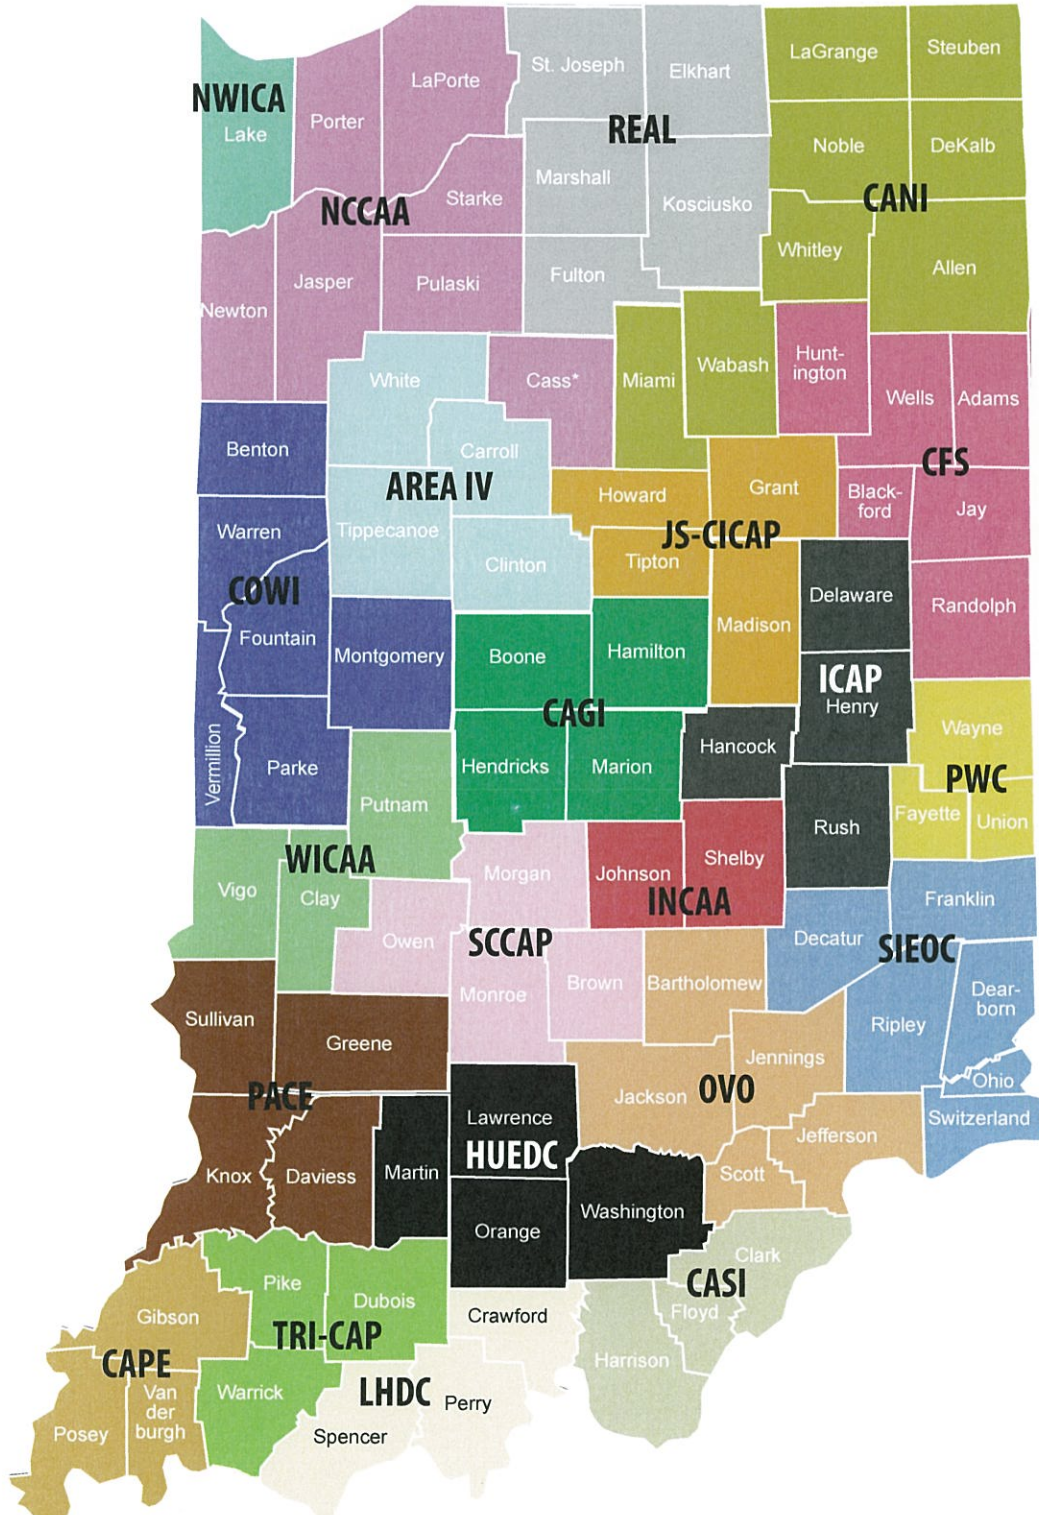 LaGrange
Steuben
St. Joseph
Elkhart
LaPorte
NWICA
Lake
Porter
REAL
Noble
DeKalb
Marshall
Starke
NCCAA
Kosciusko
CANI
Whitley
Allen
Newton
Jasper
Pulaski
Fulton
White
Cass*
Miami
Wabash
Hunt-
ington
Wells
Adams
Benton
Carroll
CFS
AREA IV
Howard
Grant
Black-
ford
Jay
Warren
Tippecanoe
JS-CICAP
Clinton
Tipton
COWI
Delaware
Randolph
Fountain
Montgomery
Boone
Hamilton
Madison
ICAP
Henry
CAGI
Wayne
Vermillion
Parke
Hendricks
Marion
Hancock
PWC
Putnam
Fayette
Union
Rush
WICAA
Vigo
Clay
Morgan
Johnson
Shelby
INCAA
Franklin
Owen
SCCAP
Decatur
SIEOC
Monroe
Brown
Bartholomew
Dear-
born
Sullivan
Greene
Ripley
Jennings
Ohio
PACE
Jackson
OVO
Lawrence
HUEDC
Switzerland
Jefferson
Knox
Daviess
Martin
Scott
Orange
Washington
Clark
CASI
Pike
Dubois
Floyd
Gibson
TRI-CAP
Crawford
Harrison
CAPE
Van
der
burgh
Warrick
LHDC
Perry
Posey
Spencer